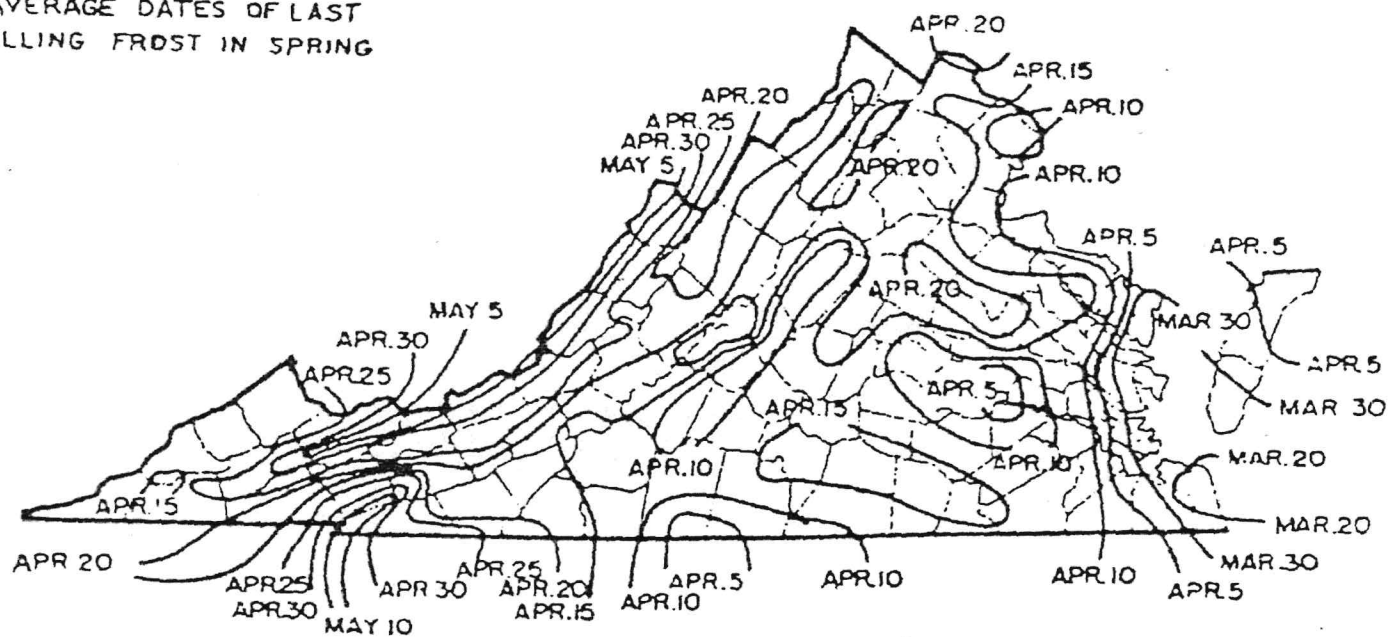 AVERAGE DATES OF LAST
LLING FROST IN SPRING
APR. 20
APR.15
APR.10
APR.20
APR.25
APR.30
MAY 5
APR.20
APR.10
APR.5
APR.5
APR.20
MAR 30
MAY 5
APR.30
APR.25
APR.5
MAR 30
APR.5
APR.15
APR.10
APR.10
MAR.20
APR.15
MAR.20
APR 20
APR.25
APR.30
MAY 10
APR 30
APR.25
APR.20
APR.15
APR.10
APR.5
APR.10
APR.10
APR.5
MAR.30